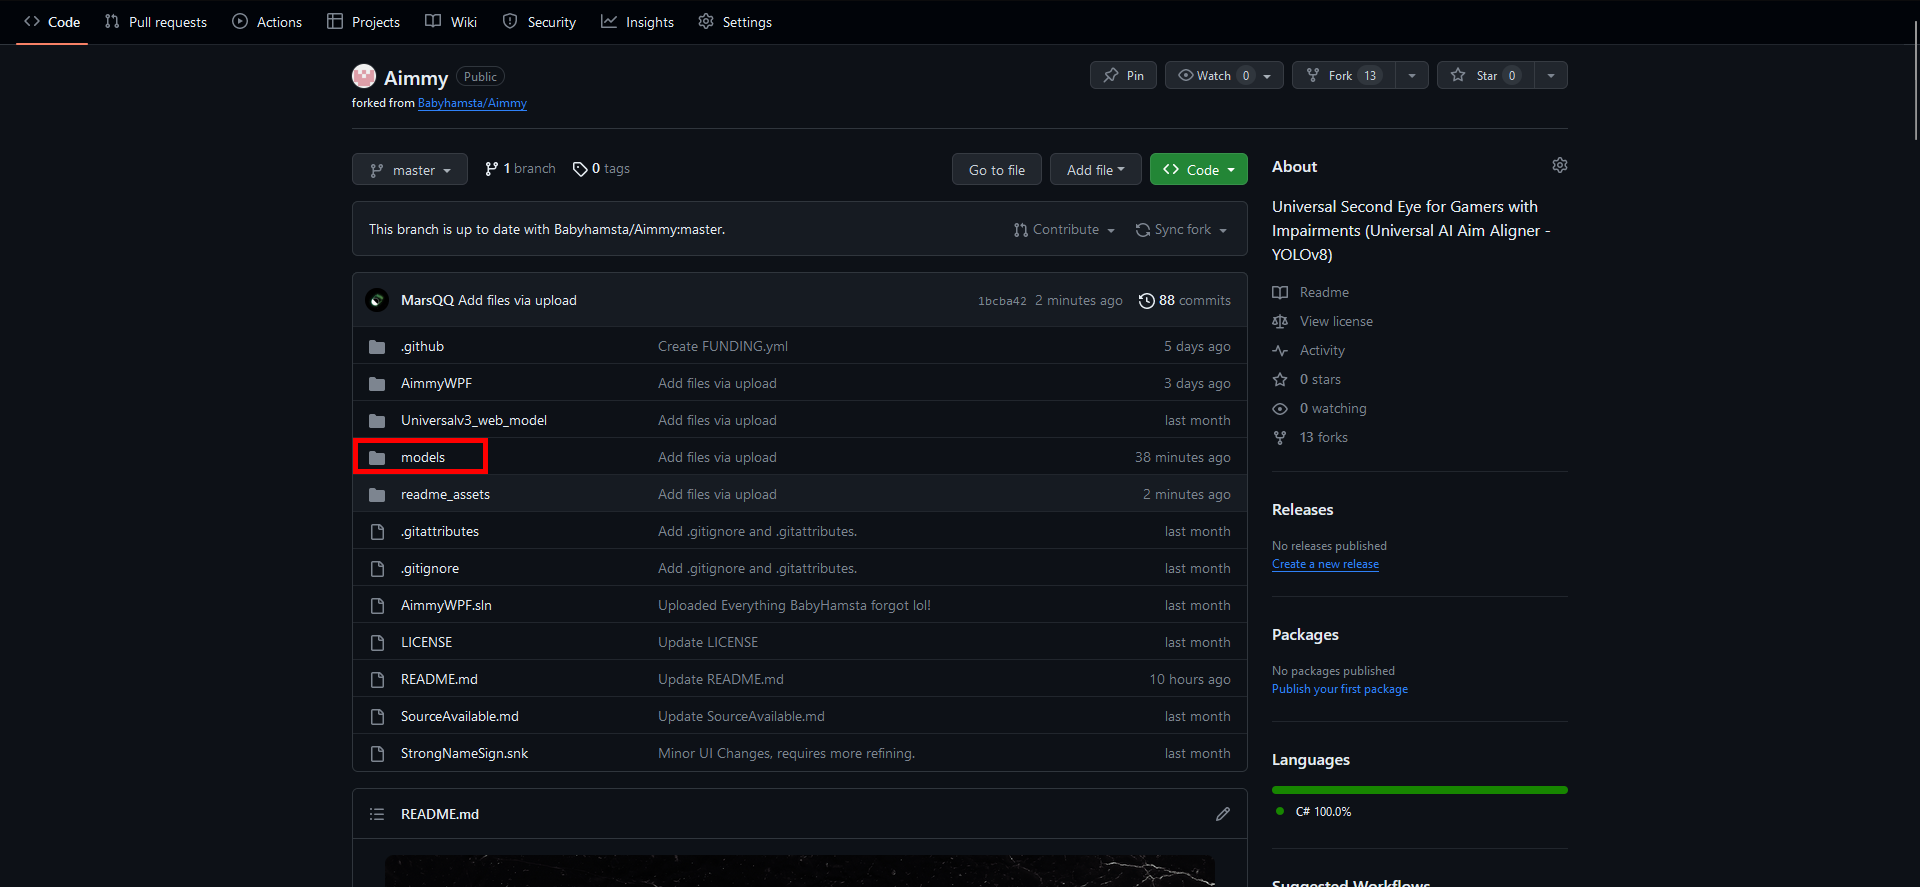 Code Pull requests Actions Projects Wiki Security Insights Settings
Aimmy Public
Pin Watch 0 Fork 13 Star 0
forked from Babyhamsta/Aimmy
master 1 branch 0 tags Go to file Add file Code
This branch is up to date with Babyhamsta/Aimmy:master. Contribute Sync fork
MarsQQ Add files via upload 1bcba42 2 minutes ago 88 commits
.github Create FUNDING.yml 5 days ago
AimmyWPF Add files via upload 3 days ago
Universalv3_web_model Add files via upload last month
models Add files via upload 38 minutes ago
readme_assets Add files via upload 2 minutes ago
.gitattributes Add .gitignore and .gitattributes. last month
.gitignore Add .gitignore and .gitattributes. last month
AimmyWPF.sln Uploaded Everything BabyHamsta forgot lol! last month
LICENSE Update LICENSE last month
README.md Update README.md 10 hours ago
SourceAvailable.md Update SourceAvailable.md last month
StrongNameSign.snk Minor UI Changes, requires more refining. last month
README.md
About
Universal Second Eye for Gamers with
Impairments (Universal AI Aim Aligner -
YOLOv8)
Readme
View license
Activity
0 stars
0 watching
13 forks
Releases
No releases published
Create a new release
Packages
No packages published
Publish your first package
Languages
C# 100.0%
Suggested Workflows